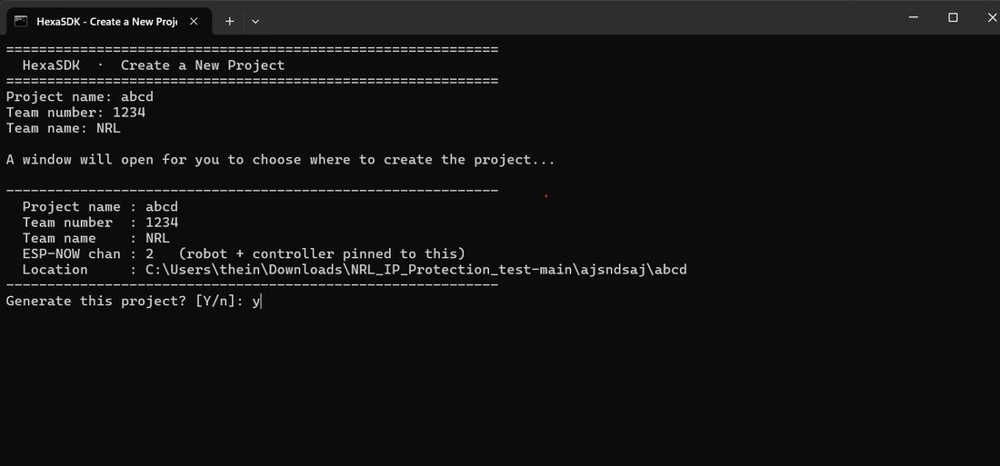 HexaSDK - Create a New Proje
============================================================
HexaSDK · Create a New Project
============================================================
Project name: abcd
Team number: 1234
Team name: NRL
A window will open for you to choose where to create the project...
------------------------------------------------------------
Project name : abcd
Team number : 1234
Team name : NRL
ESP-NOW chan : 2 (robot + controller pinned to this)
Location : C:\Users\thein\Downloads\NRL_IP_Protection_test-main\ajsndsaj\abcd
------------------------------------------------------------
Generate this project? [Y/n]: y